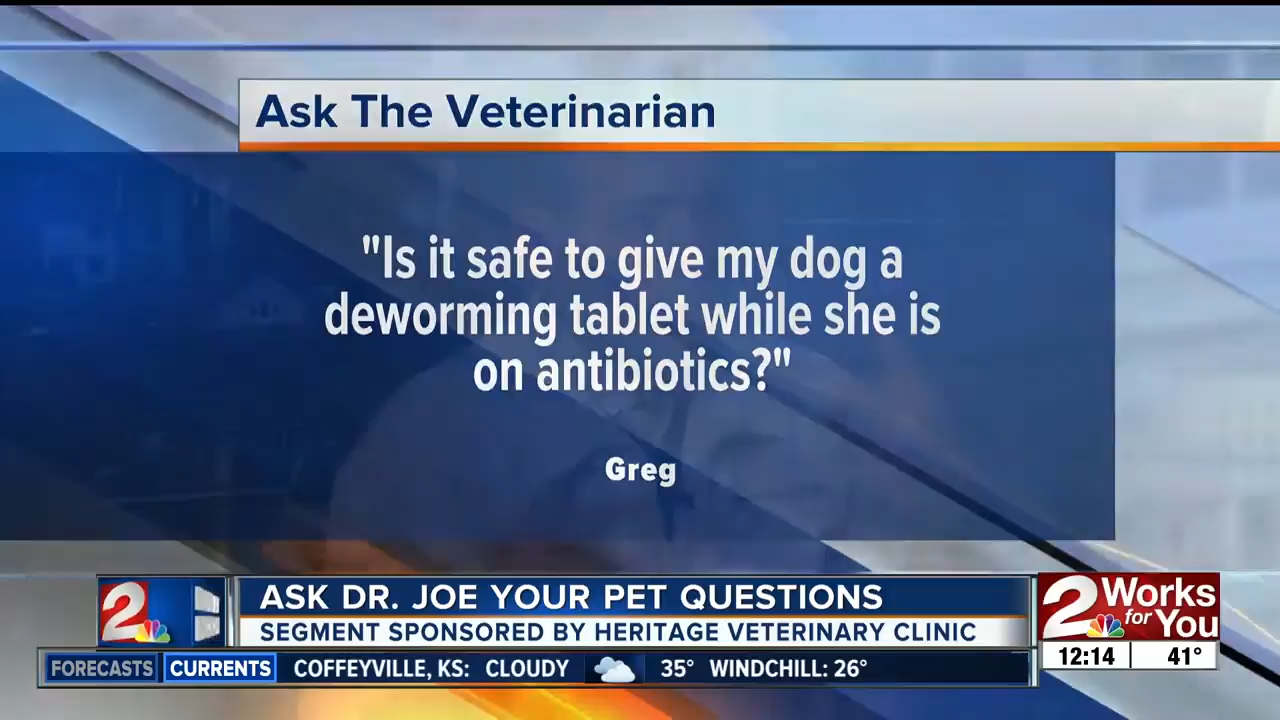 Ask The Veterinarian
"Is it safe to give my dog a
deworming tablet while she is
on antibiotics?"
Greg
2
ASK DR. JOE YOUR PET QUESTIONS
SEGMENT SPONSORED BY HERITAGE VETERINARY CLINIC
2 Works for You
12:14 41°
FORECASTS CURRENTS COFFEYVILLE, KS: CLOUDY 35° WINDCHILL: 26°